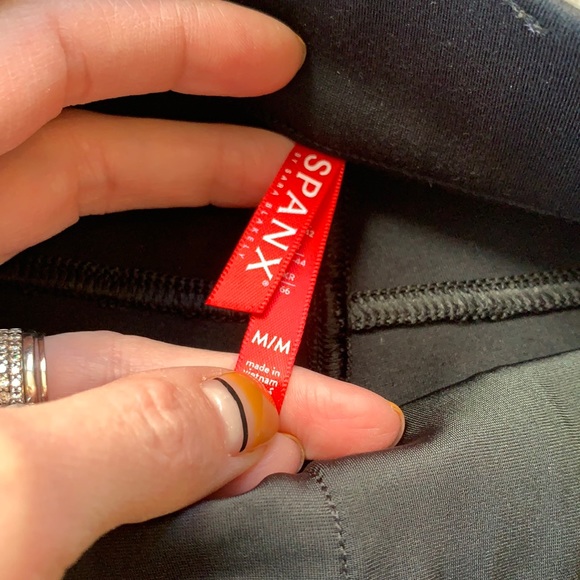 SPANX®
BY SARA BLAKELY
M/M
made in
vietnam